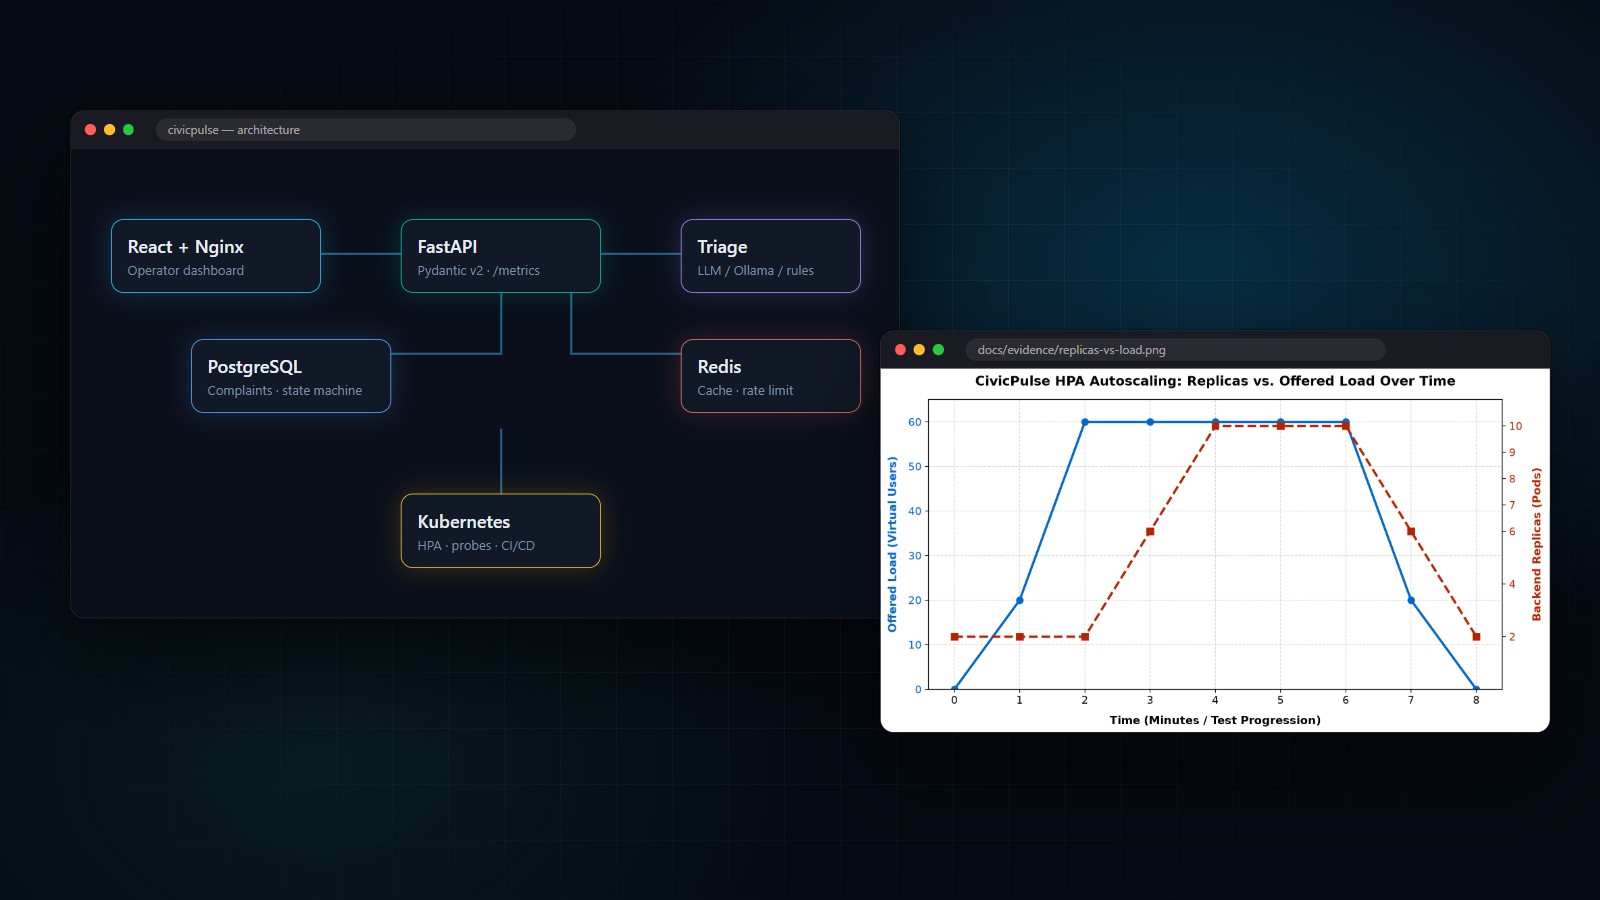 civicpulse — architecture
React + Nginx
Operator dashboard
FastAPI
Pydantic v2 · /metrics
Triage
LLM / Ollama / rules
PostgreSQL
Complaints · state machine
Redis
Cache · rate limit
Kubernetes
HPA · probes · CI/CD
docs/evidence/replicas-vs-load.png
CivicPulse HPA Autoscaling: Replicas vs. Offered Load Over Time
Offered Load (Virtual Users)
60
50
40
30
20
10
0
10
9
8
7
6
4
2
Backend Replicas (Pods)
0 1 2 3 4 5 6 7 8
Time (Minutes / Test Progression)